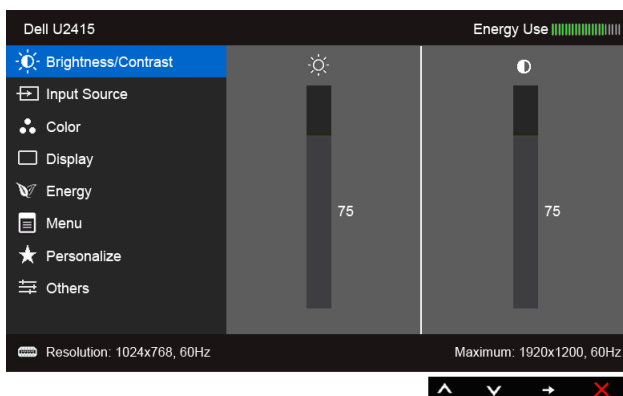 Dell U2415 Energy Use
Brightness/Contrast
Input Source
Color
Display
Energy
75 75
Menu
Personalize
Others
Resolution: 1024x768, 60Hz Maximum: 1920x1200, 60Hz